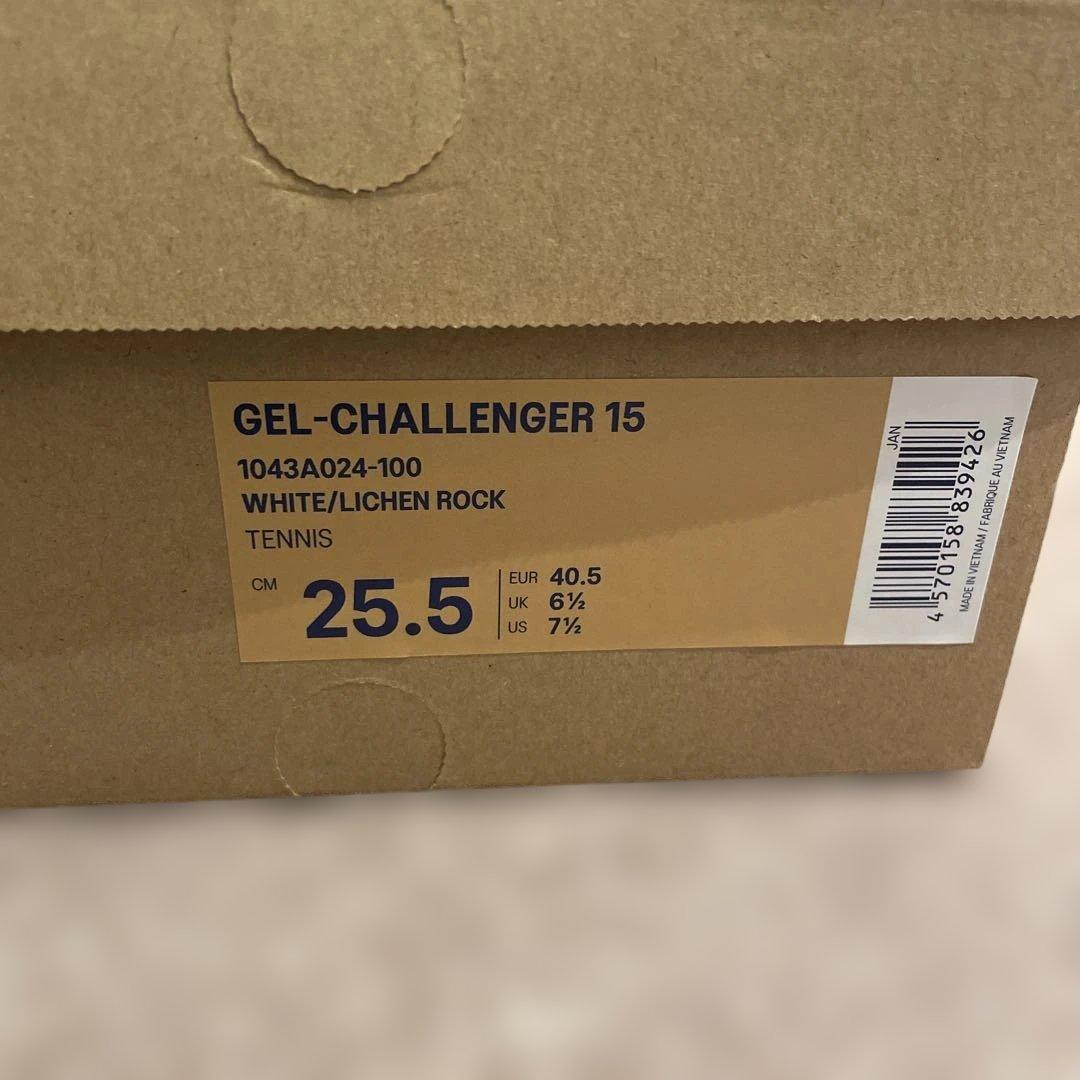 GEL-CHALLENGER 15
1043A024-100
WHITE/LICHEN ROCK
TENNIS
CM 25.5
EUR 40.5
UK 6½
US 7½
JAN
4 570158 839426
MADE IN VIETNAM / FABRIQUE AU VIETNAM